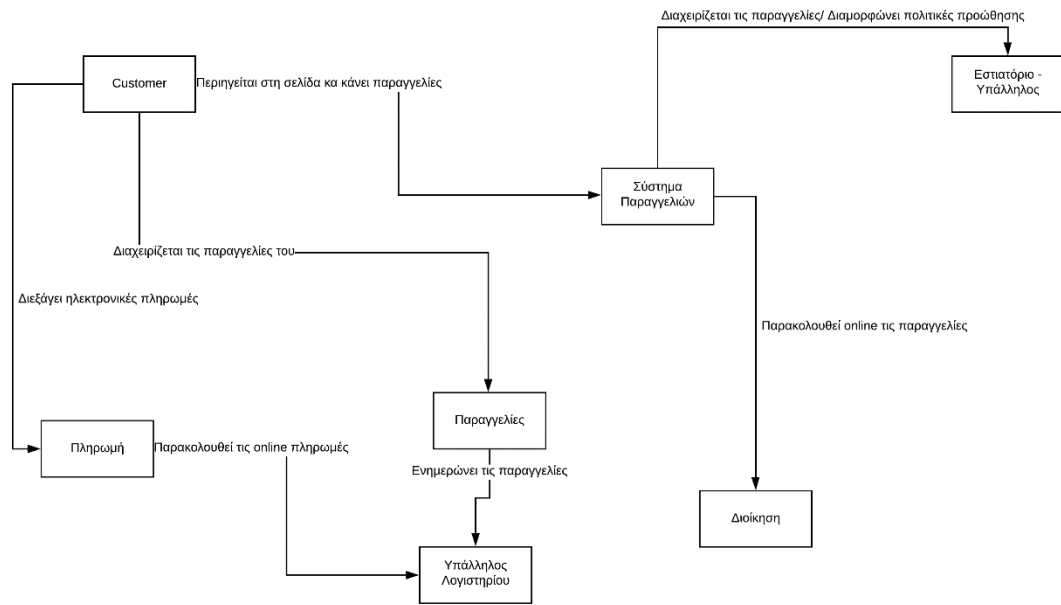 Διαχειρίζεται τις παραγγελίες/ Διαμορφώνει πολιτικές προώθησης
Customer
Περιηγείται στη σελίδα κα κάνει παραγγελίες
Εστιατόριο -
Υπάλληλος
Σύστημα
Παραγγελιών
Διαχειρίζεται τις παραγγελίες του
Διεξάγει ηλεκτρονικές πληρωμές
Παρακολουθεί online τις παραγγελίες
Παραγγελίες
Πληρωμή
Παρακολουθεί τις online πληρωμές
Ενημερώνει τις παραγγελίες
Διοίκηση
Υπάλληλος
Λογιστηρίου